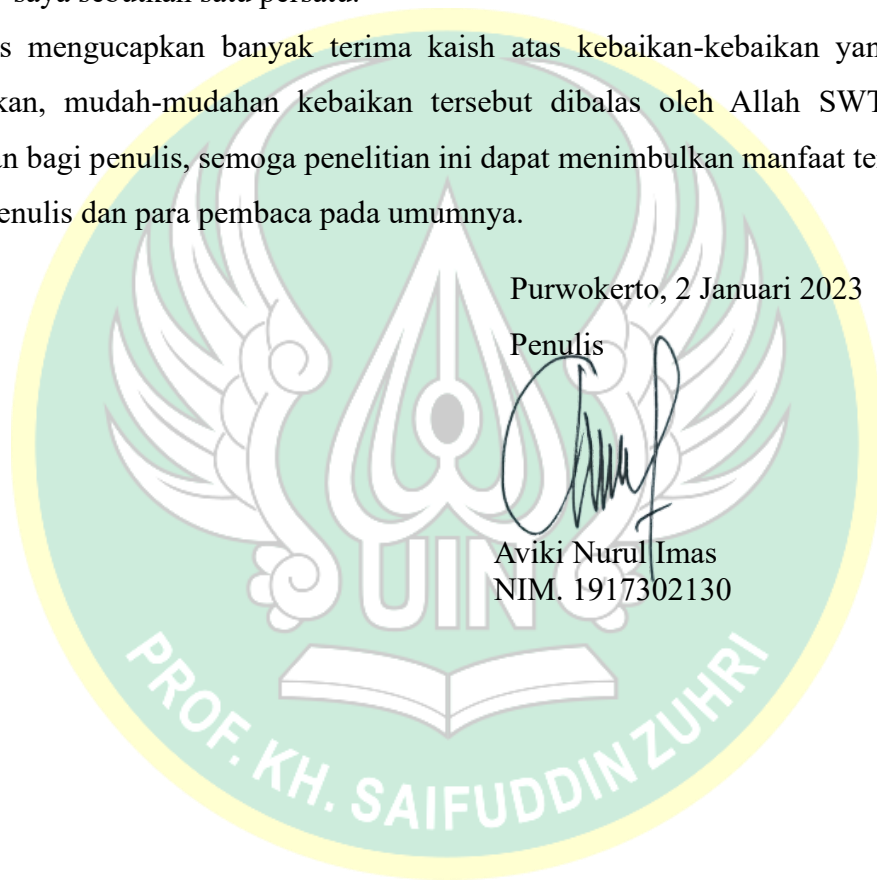 saya sebutkan satu persatu.
s mengucapkan banyak terima kaish atas kebaikan-kebaikan yan
kan, mudah-mudahan kebaikan tersebut dibalas oleh Allah SWT
n bagi penulis, semoga penelitian ini dapat menimbulkan manfaat te
enulis dan para pembaca pada umumnya.
Purwokerto, 2 Januari 2023
Penulis
Aviki Nurul Imas
NIM. 1917302130
UIN
PROF. KH. SAIFUDDIN ZUHRI